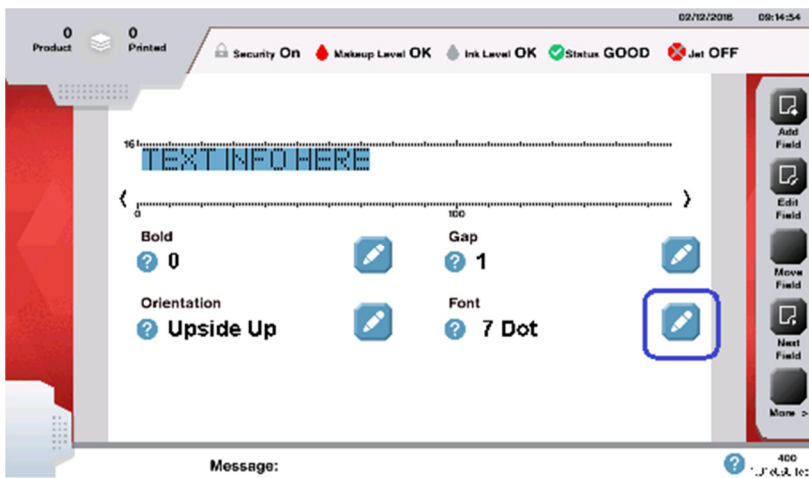 02/12/2016 09:14:54
0 Product
0 Printed
Security On
Makeup Level OK
Ink Level OK
Status GOOD
Jet OFF
16
TEXT INFO HERE
< >
0 100
Bold
? 0
Gap
? 1
Orientation
? Upside Up
Font
? 7 Dot
Add Field
Edit Field
Move Field
Next Field
More >
Message:
? 400